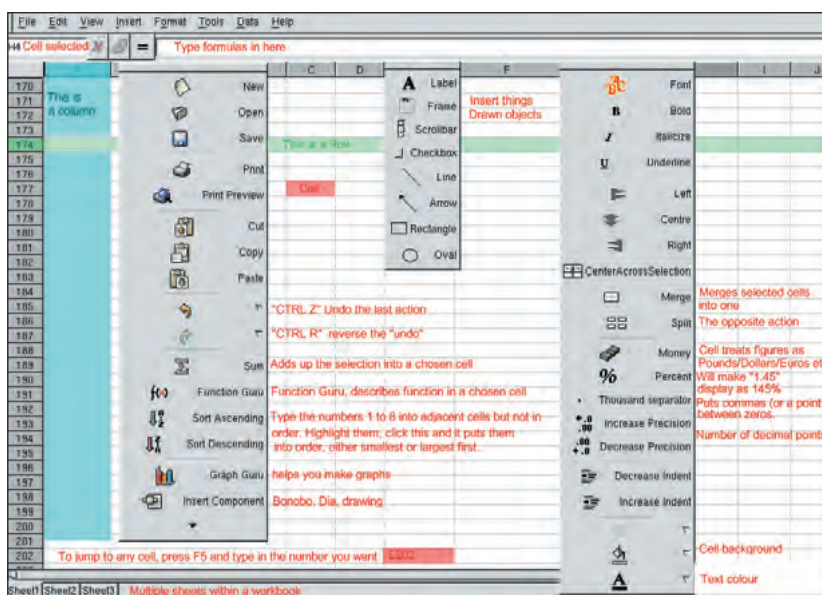 File Edit View Insert Format Tools Data Help
Cell selected = Type formulas in here
C D F I J
170
171
172
173
174
175
176
177
178
179
180
181
182
183
184
185
186
187
188
189
190
191
192
193
194
195
196
197
198
199
200
201
202
This is
a column
This is a Row
Cell
New
Open
Save
Print
Print Preview
Cut
Copy
Paste
"CTRL Z" Undo the last action
"CTRL R" reverse the "undo"
Sum Adds up the selection into a chosen cell
Function Guru Function Guru, describes function in a chosen cell
Sort Ascending
Sort Descending
Type the numbers 1 to 6 into adjacent cells but not in
order. Highlight them, click this and it puts them
into order, either smallest or largest first.
Graph Guru helps you make graphs
Insert Component Bonobo, Dia, drawing
A Label
Frame
Scrollbar
Checkbox
Line
Arrow
Rectangle
Oval
Insert things
Drawn objects
Font
B Bold
I Italicize
U Underline
Left
Centre
Right
CenterAcrossSelection
Merge Merges selected cells
into one
Split The opposite action
Money Cell treats figures as
Pounds/Dollars/Euros et
% Percent Will make "1.45"
display as 145%
Thousand separator Puts commas (or a point
between zeros.
Increase Precision
Decrease Precision
Number of decimal points
Decrease Indent
Increase Indent
Cell background
A Text colour
To jump to any cell, press F5 and type in the number you want
Sheet1 Sheet2 Sheet3 Multiple sheets within a workbook